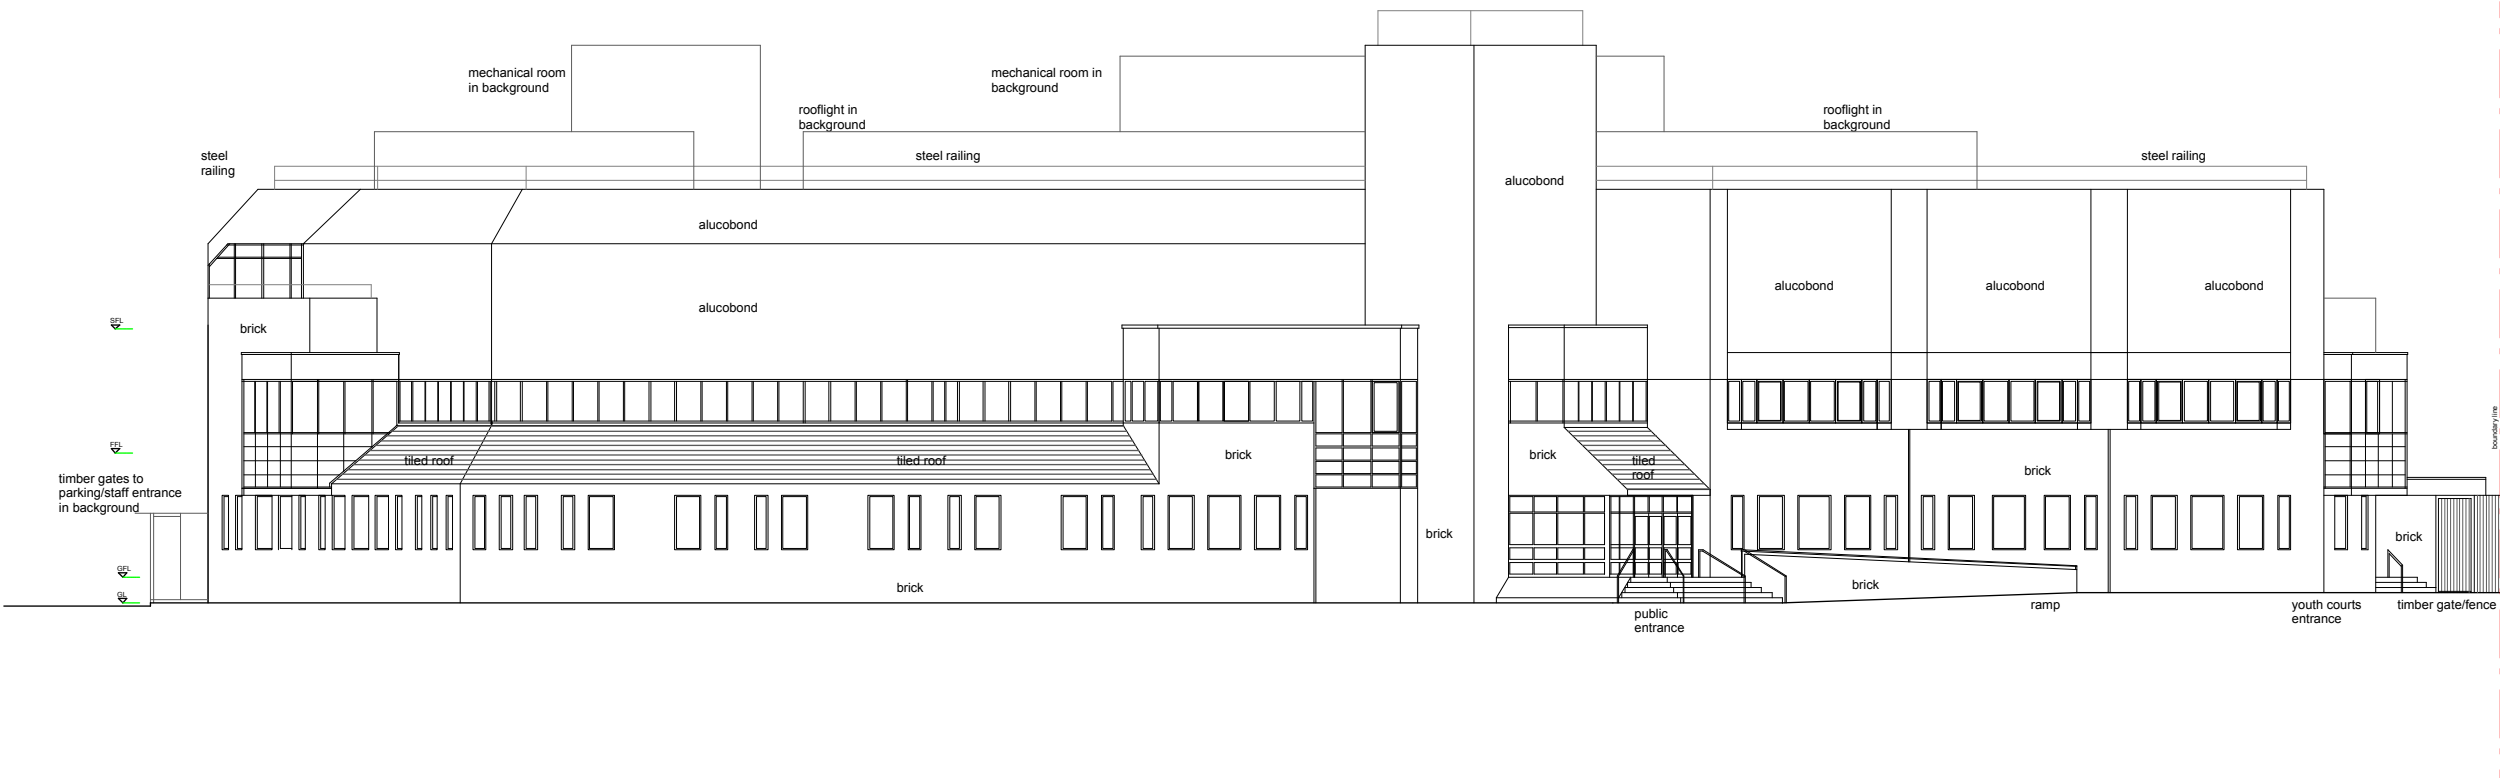 mechanical room
in background
mechanical room in
background
rooflight in
background
rooflight in
background
steel
railing
steel railing
steel railing
alucobond
alucobond
alucobond
alucobond
alucobond
alucobond
SFL
brick
boundary line
FFL
tiled roof
tiled roof
brick
brick
tiled
roof
brick
timber gates to
parking/staff entrance
in background
brick
brick
GFL
brick
brick
GL
public
entrance
ramp
youth courts
entrance
timber gate/fence